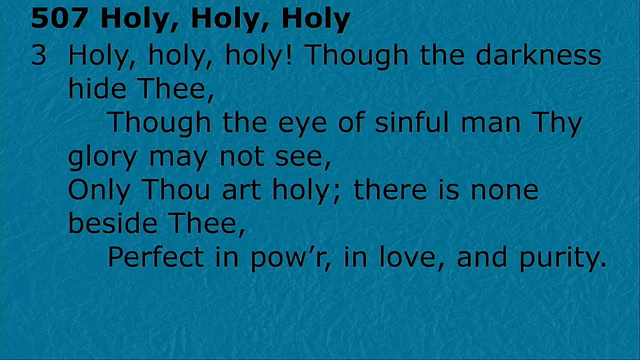 507 Holy, Holy, Holy
3 Holy, holy, holy! Though the darkness
hide Thee,
Though the eye of sinful man Thy
glory may not see,
Only Thou art holy; there is none
beside Thee,
Perfect in pow’r, in love, and purity.